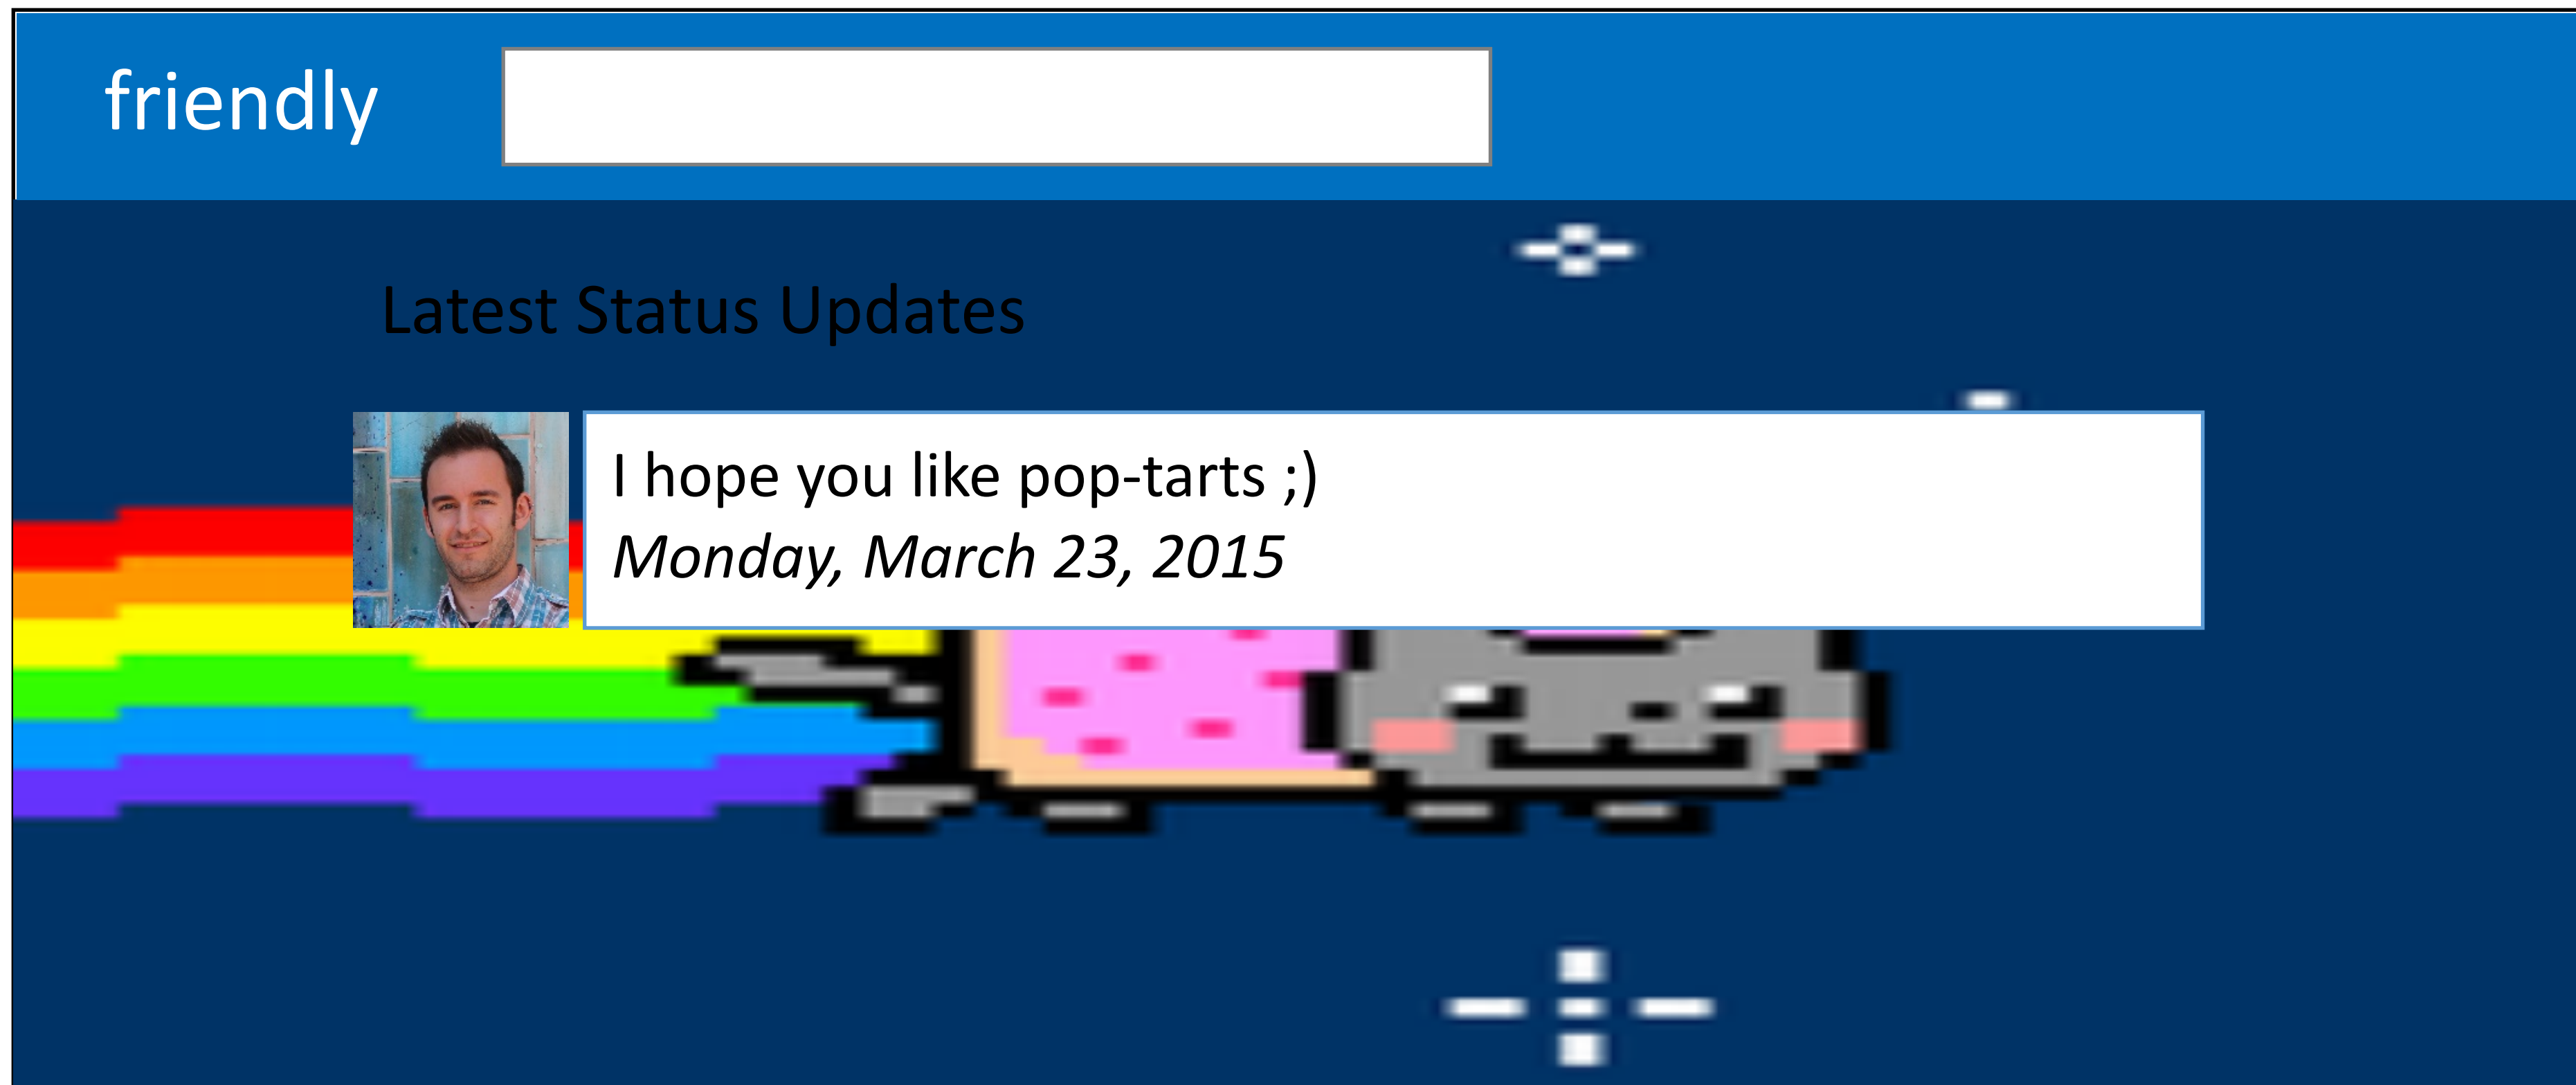 friendly
Latest Status Updates
I hope you like pop-tarts ;)
Monday, March 23, 2015